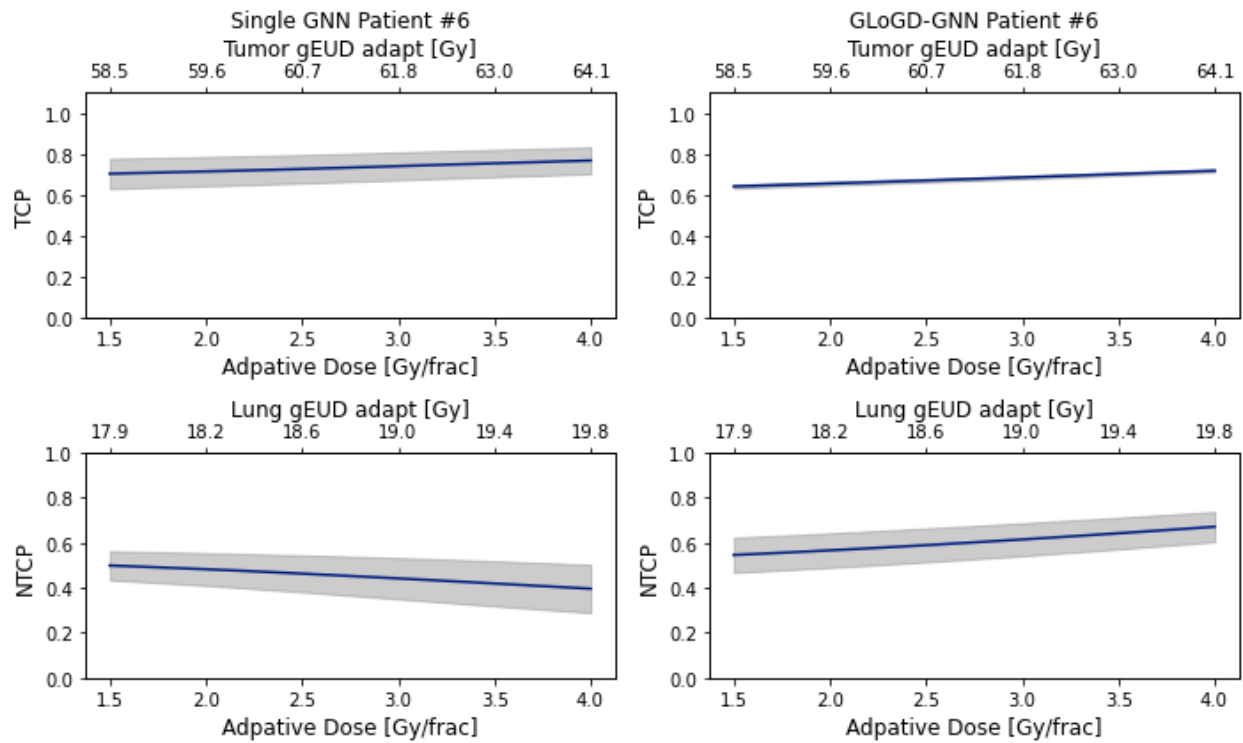 Single GNN Patient #6
Tumor gEUD adapt [Gy]
58.5 59.6 60.7 61.8 63.0 64.1
1.0
0.8
0.6
0.4
0.2
0.0
TCP
1.5 2.0 2.5 3.0 3.5 4.0
Adpative Dose [Gy/frac]
GLoGD-GNN Patient #6
Tumor gEUD adapt [Gy]
58.5 59.6 60.7 61.8 63.0 64.1
1.0
0.8
0.6
0.4
0.2
0.0
TCP
1.5 2.0 2.5 3.0 3.5 4.0
Adpative Dose [Gy/frac]
Lung gEUD adapt [Gy]
17.9 18.2 18.6 19.0 19.4 19.8
1.0
0.8
0.6
0.4
0.2
0.0
NTCP
1.5 2.0 2.5 3.0 3.5 4.0
Adpative Dose [Gy/frac]
Lung gEUD adapt [Gy]
17.9 18.2 18.6 19.0 19.4 19.8
1.0
0.8
0.6
0.4
0.2
0.0
NTCP
1.5 2.0 2.5 3.0 3.5 4.0
Adpative Dose [Gy/frac]